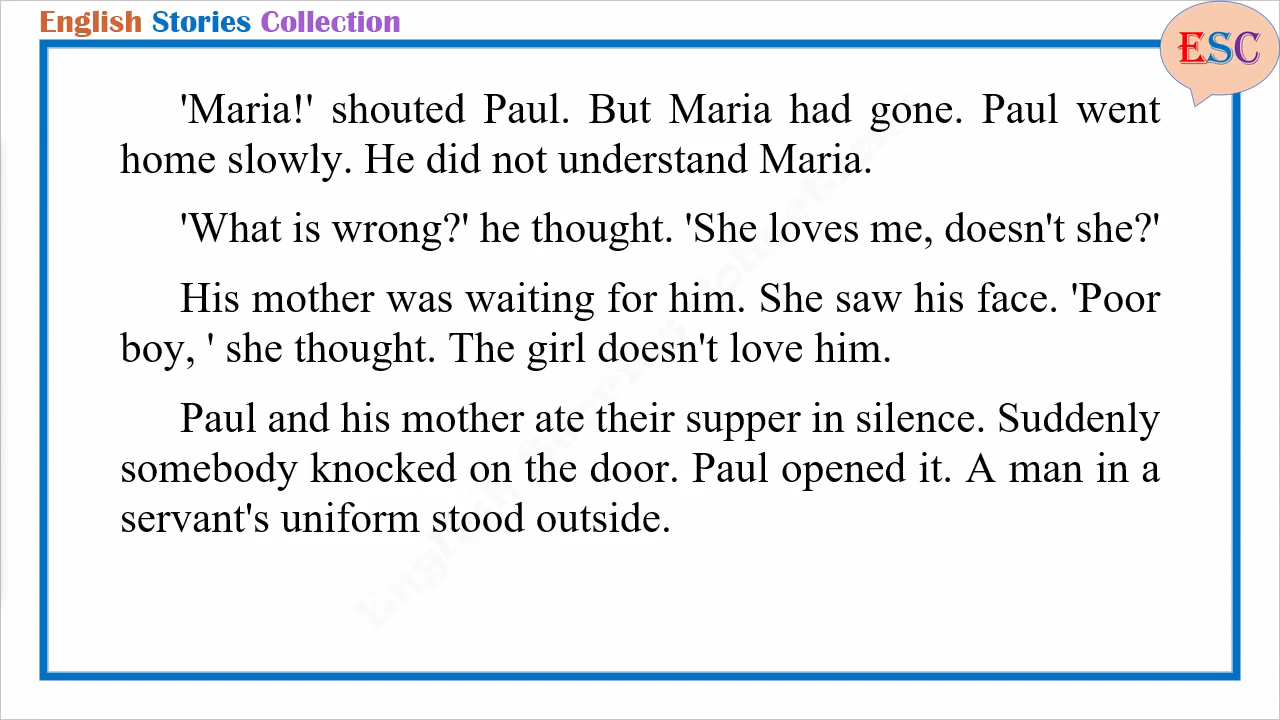 English Stories Collection
ESC
'Maria!' shouted Paul. But Maria had gone. Paul went
home slowly. He did not understand Maria.
'What is wrong?' he thought. 'She loves me, doesn't she?'
His mother was waiting for him. She saw his face. 'Poor
boy, ' she thought. The girl doesn't love him.
Paul and his mother ate their supper in silence. Suddenly
somebody knocked on the door. Paul opened it. A man in a
servant's uniform stood outside.